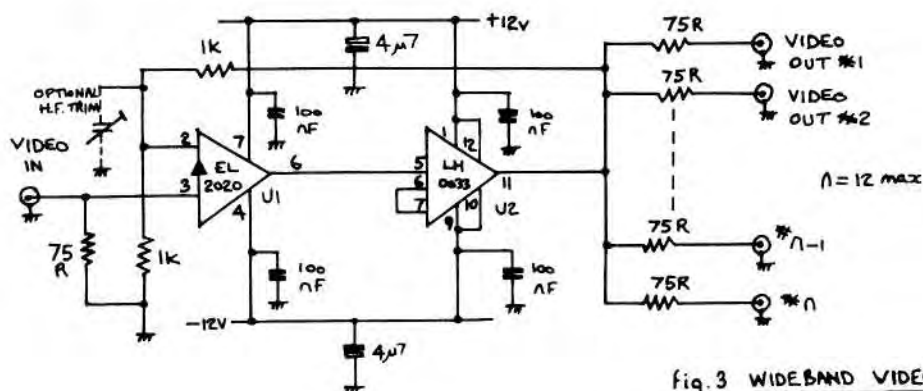 +12V
4µ7
1K
75R
VIDEO
OUT #1
75R
VIDEO
OUT #2
OPTIONAL
H.F. TRIM
VIDEO
IN
100
nF
100
nF
2
7
EL
2020
3
4
6
U1
1
12
5
LH
0033
6
7
11
10
9
U2
n = 12 max
75
R
1K
100
nF
100
nF
75R
#n-1
75R
#n
-12V
4µ7
Fig. 3 WIDEBAND VIDE